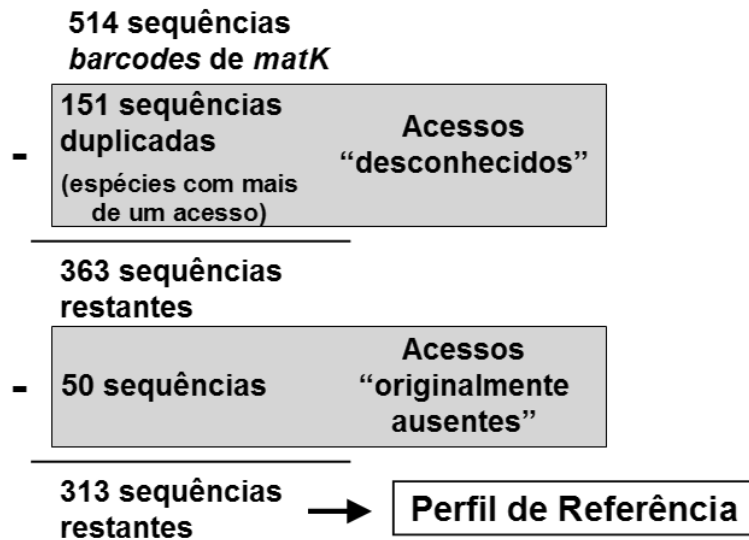 514 sequências
barcodes de matK
151 sequências
duplicadas
(espécies com mais
de um acesso)
Acessos
“desconhecidos”
-
363 sequências
restantes
- 50 sequências
Acessos
“originalmente
ausentes”
313 sequências
restantes
Perfil de Referência